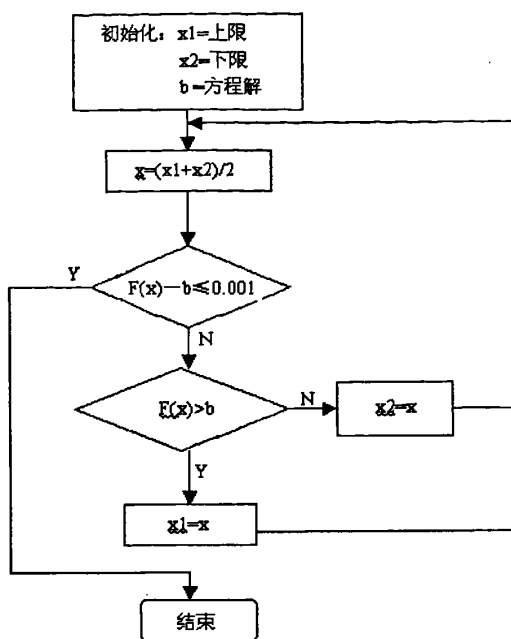 初始化：x1=上限
x2=下限
b=方程解
x=(x1+x2)/2
Y
F(x)－b≤0.001
N
F(x)>b
N
x2=x
Y
x1=x
结束